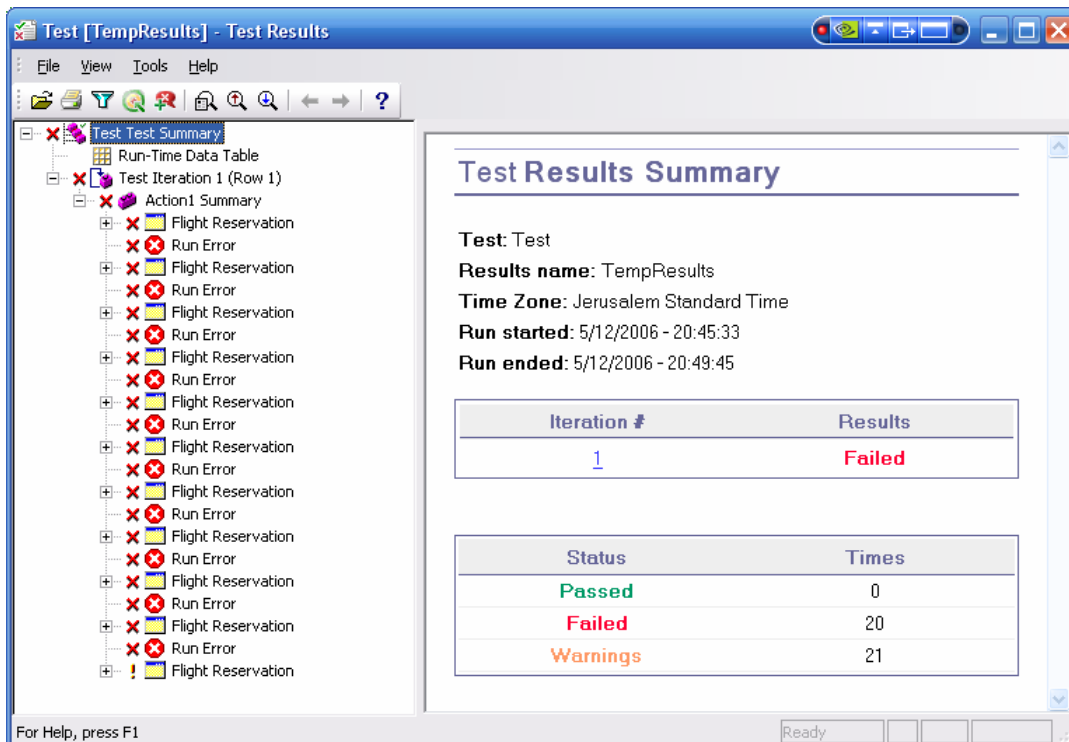 Test [TempResults] - Test Results
File View Tools Help
?
Test Test Summary
Run-Time Data Table
Test Iteration 1 (Row 1)
Action1 Summary
Flight Reservation
Run Error
Flight Reservation
Run Error
Flight Reservation
Run Error
Flight Reservation
Run Error
Flight Reservation
Run Error
Flight Reservation
Run Error
Flight Reservation
Run Error
Flight Reservation
Run Error
Flight Reservation
Run Error
Flight Reservation
Run Error
Flight Reservation
Test Results Summary
Test: Test
Results name: TempResults
Time Zone: Jerusalem Standard Time
Run started: 5/12/2006 - 20:45:33
Run ended: 5/12/2006 - 20:49:45
Iteration # Results
1 Failed
Status Times
Passed 0
Failed 20
Warnings 21
For Help, press F1
Ready